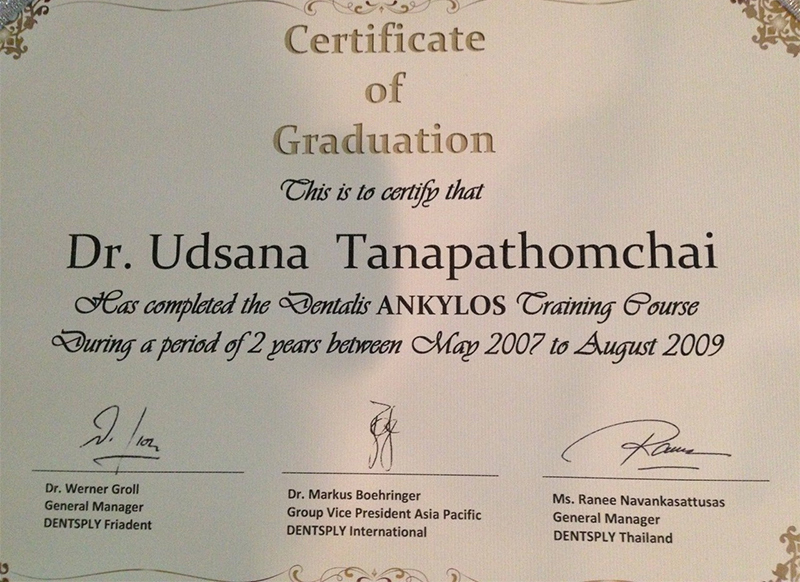 Certificate
of
Graduation
This is to certify that
Dr. Udsana Tanapathomchai
Has completed the Dentalis ANKYLOS Training Course
During a period of 2 years between May 2007 to August 2009
Dr. Werner Groll
General Manager
DENTSPLY Friadent
Dr. Markus Boehringer
Group Vice President Asia Pacific
DENTSPLY International
Ms. Ranee Navankasattusas
General Manager
DENTSPLY Thailand